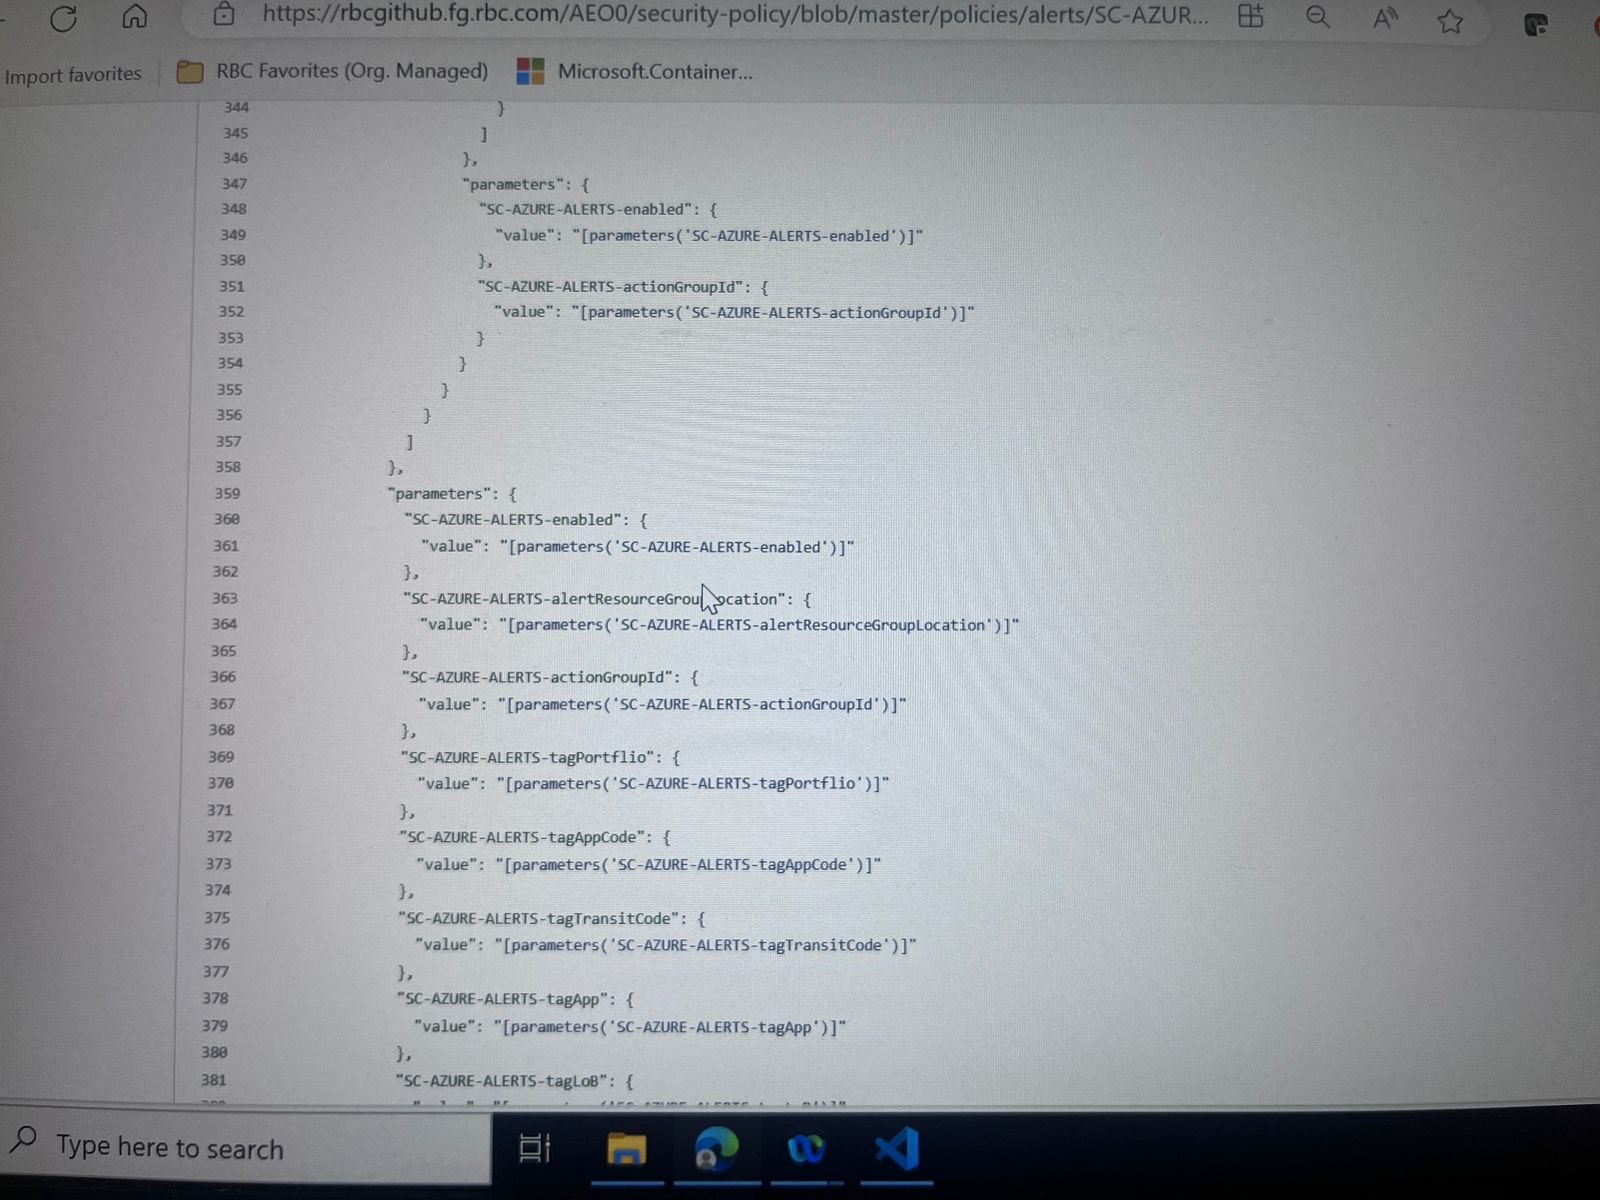 https://rbcgithub.fg.rbc.com/AEO0/security-policy/blob/master/policies/alerts/SC-AZUR...
Import favorites
RBC Favorites (Org. Managed)
Microsoft.Container...
344 }
345 ]
346 },
347 "parameters": {
348 "SC-AZURE-ALERTS-enabled": {
349 "value": "[parameters('SC-AZURE-ALERTS-enabled')]"
350 },
351 "SC-AZURE-ALERTS-actionGroupId": {
352 "value": "[parameters('SC-AZURE-ALERTS-actionGroupId')]"
353 }
354 }
355 }
356 }
357 ]
358 },
359 "parameters": {
360 "SC-AZURE-ALERTS-enabled": {
361 "value": "[parameters('SC-AZURE-ALERTS-enabled')]"
362 },
363 "SC-AZURE-ALERTS-alertResourceGroupLocation": {
364 "value": "[parameters('SC-AZURE-ALERTS-alertResourceGroupLocation')]"
365 },
366 "SC-AZURE-ALERTS-actionGroupId": {
367 "value": "[parameters('SC-AZURE-ALERTS-actionGroupId')]"
368 },
369 "SC-AZURE-ALERTS-tagPortflio": {
370 "value": "[parameters('SC-AZURE-ALERTS-tagPortflio')]"
371 },
372 "SC-AZURE-ALERTS-tagAppCode": {
373 "value": "[parameters('SC-AZURE-ALERTS-tagAppCode')]"
374 },
375 "SC-AZURE-ALERTS-tagTransitCode": {
376 "value": "[parameters('SC-AZURE-ALERTS-tagTransitCode')]"
377 },
378 "SC-AZURE-ALERTS-tagApp": {
379 "value": "[parameters('SC-AZURE-ALERTS-tagApp')]"
380 },
381 "SC-AZURE-ALERTS-tagLoB": {
Type here to search